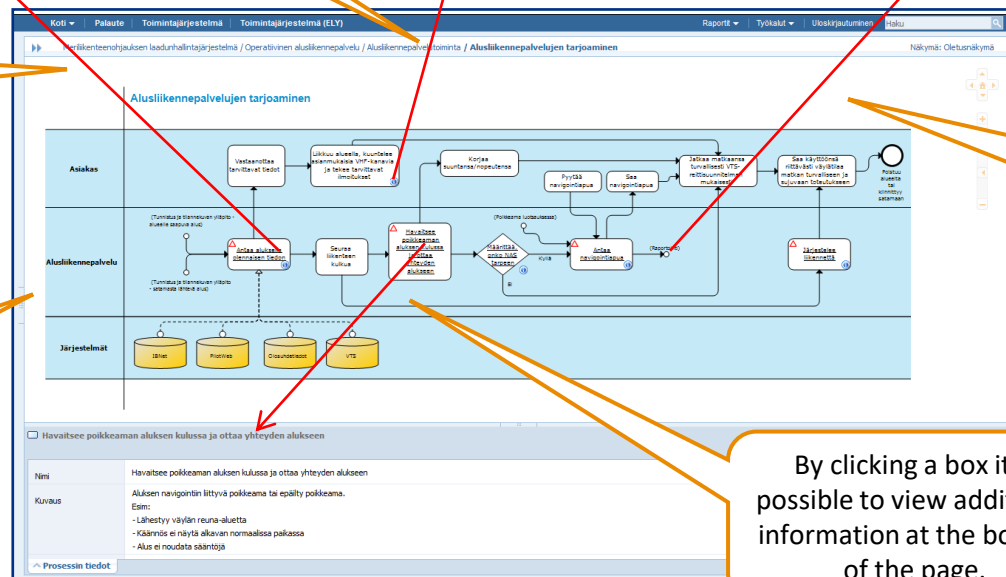 Koti Palaute Toimintajärjestelmä Toimintajärjestelmä (ELY) Raportit Työkalut Uloskirjautuminen Haku
Meriliikenteenohjauksen laadunhallintajärjestelmä / Operatiivinen alusliikennepalvelu / Alusliikennepalvelutoiminta / Alusliikennepalvelujen tarjoaminen Näkymä: Oletusnäkymä
Alusliikennepalvelujen tarjoaminen
Asiakas
Vastaanottaa
tarvittavat tiedot
Liikkuu alueella, kuuntelee
asianmukaisia VHF-kanavia
ja tekee tarvittavat
ilmoitukset
Korjaa
suuntansa/nopeutensa
Pyytää
navigointiapua
Saa
navigointiapua
Jatkaa matkaansa
turvallisesti VTS-
reittisuunnitelman
mukaisesti
Saa käyttöönsä
riittävästi väylätilaa
matkan turvalliseen ja
sujuvaan toteutukseen
Poistuu
alueelta
tai
kiinnittyy
satamaan
Alusliikennepalvelu
(Tunnistus ja tilannekuvan ylläpito -
alueelle saapuva alus)
(Tunnistus ja tilannekuvan ylläpito
- satamasta lähtevä alus)
Antaa alukselle
olennaisen tiedon
Seuraa
liikenteen
kulkua
Havaitsee
poikkeaman
aluksen kulussa
ja ottaa
yhteyden
alukseen
Määrittää,
onko NAS
tarpeen
Kyllä
Ei
(Poikkeama luotsauksessa)
Antaa
navigointiapua
(Raportointi)
Järjestelee
liikennettä
Järjestelmät
IBNet
PilotWeb
Olosuhdetiedot
VTS
Havaitsee poikkeaman aluksen kulussa ja ottaa yhteyden alukseen
Nimi Havaitsee poikkeaman aluksen kulussa ja ottaa yhteyden alukseen
Kuvaus Aluksen navigointiin liittyvä poikkeama tai epäilty poikkeama.
Esim:
- Lähestyy väylän reuna-aluetta
- Käännös ei näytä alkavan normaalissa paikassa
- Alus ei noudata sääntöjä
Prosessin tiedot
By clicking a box it
possible to view addit
information at the bo
of the page.